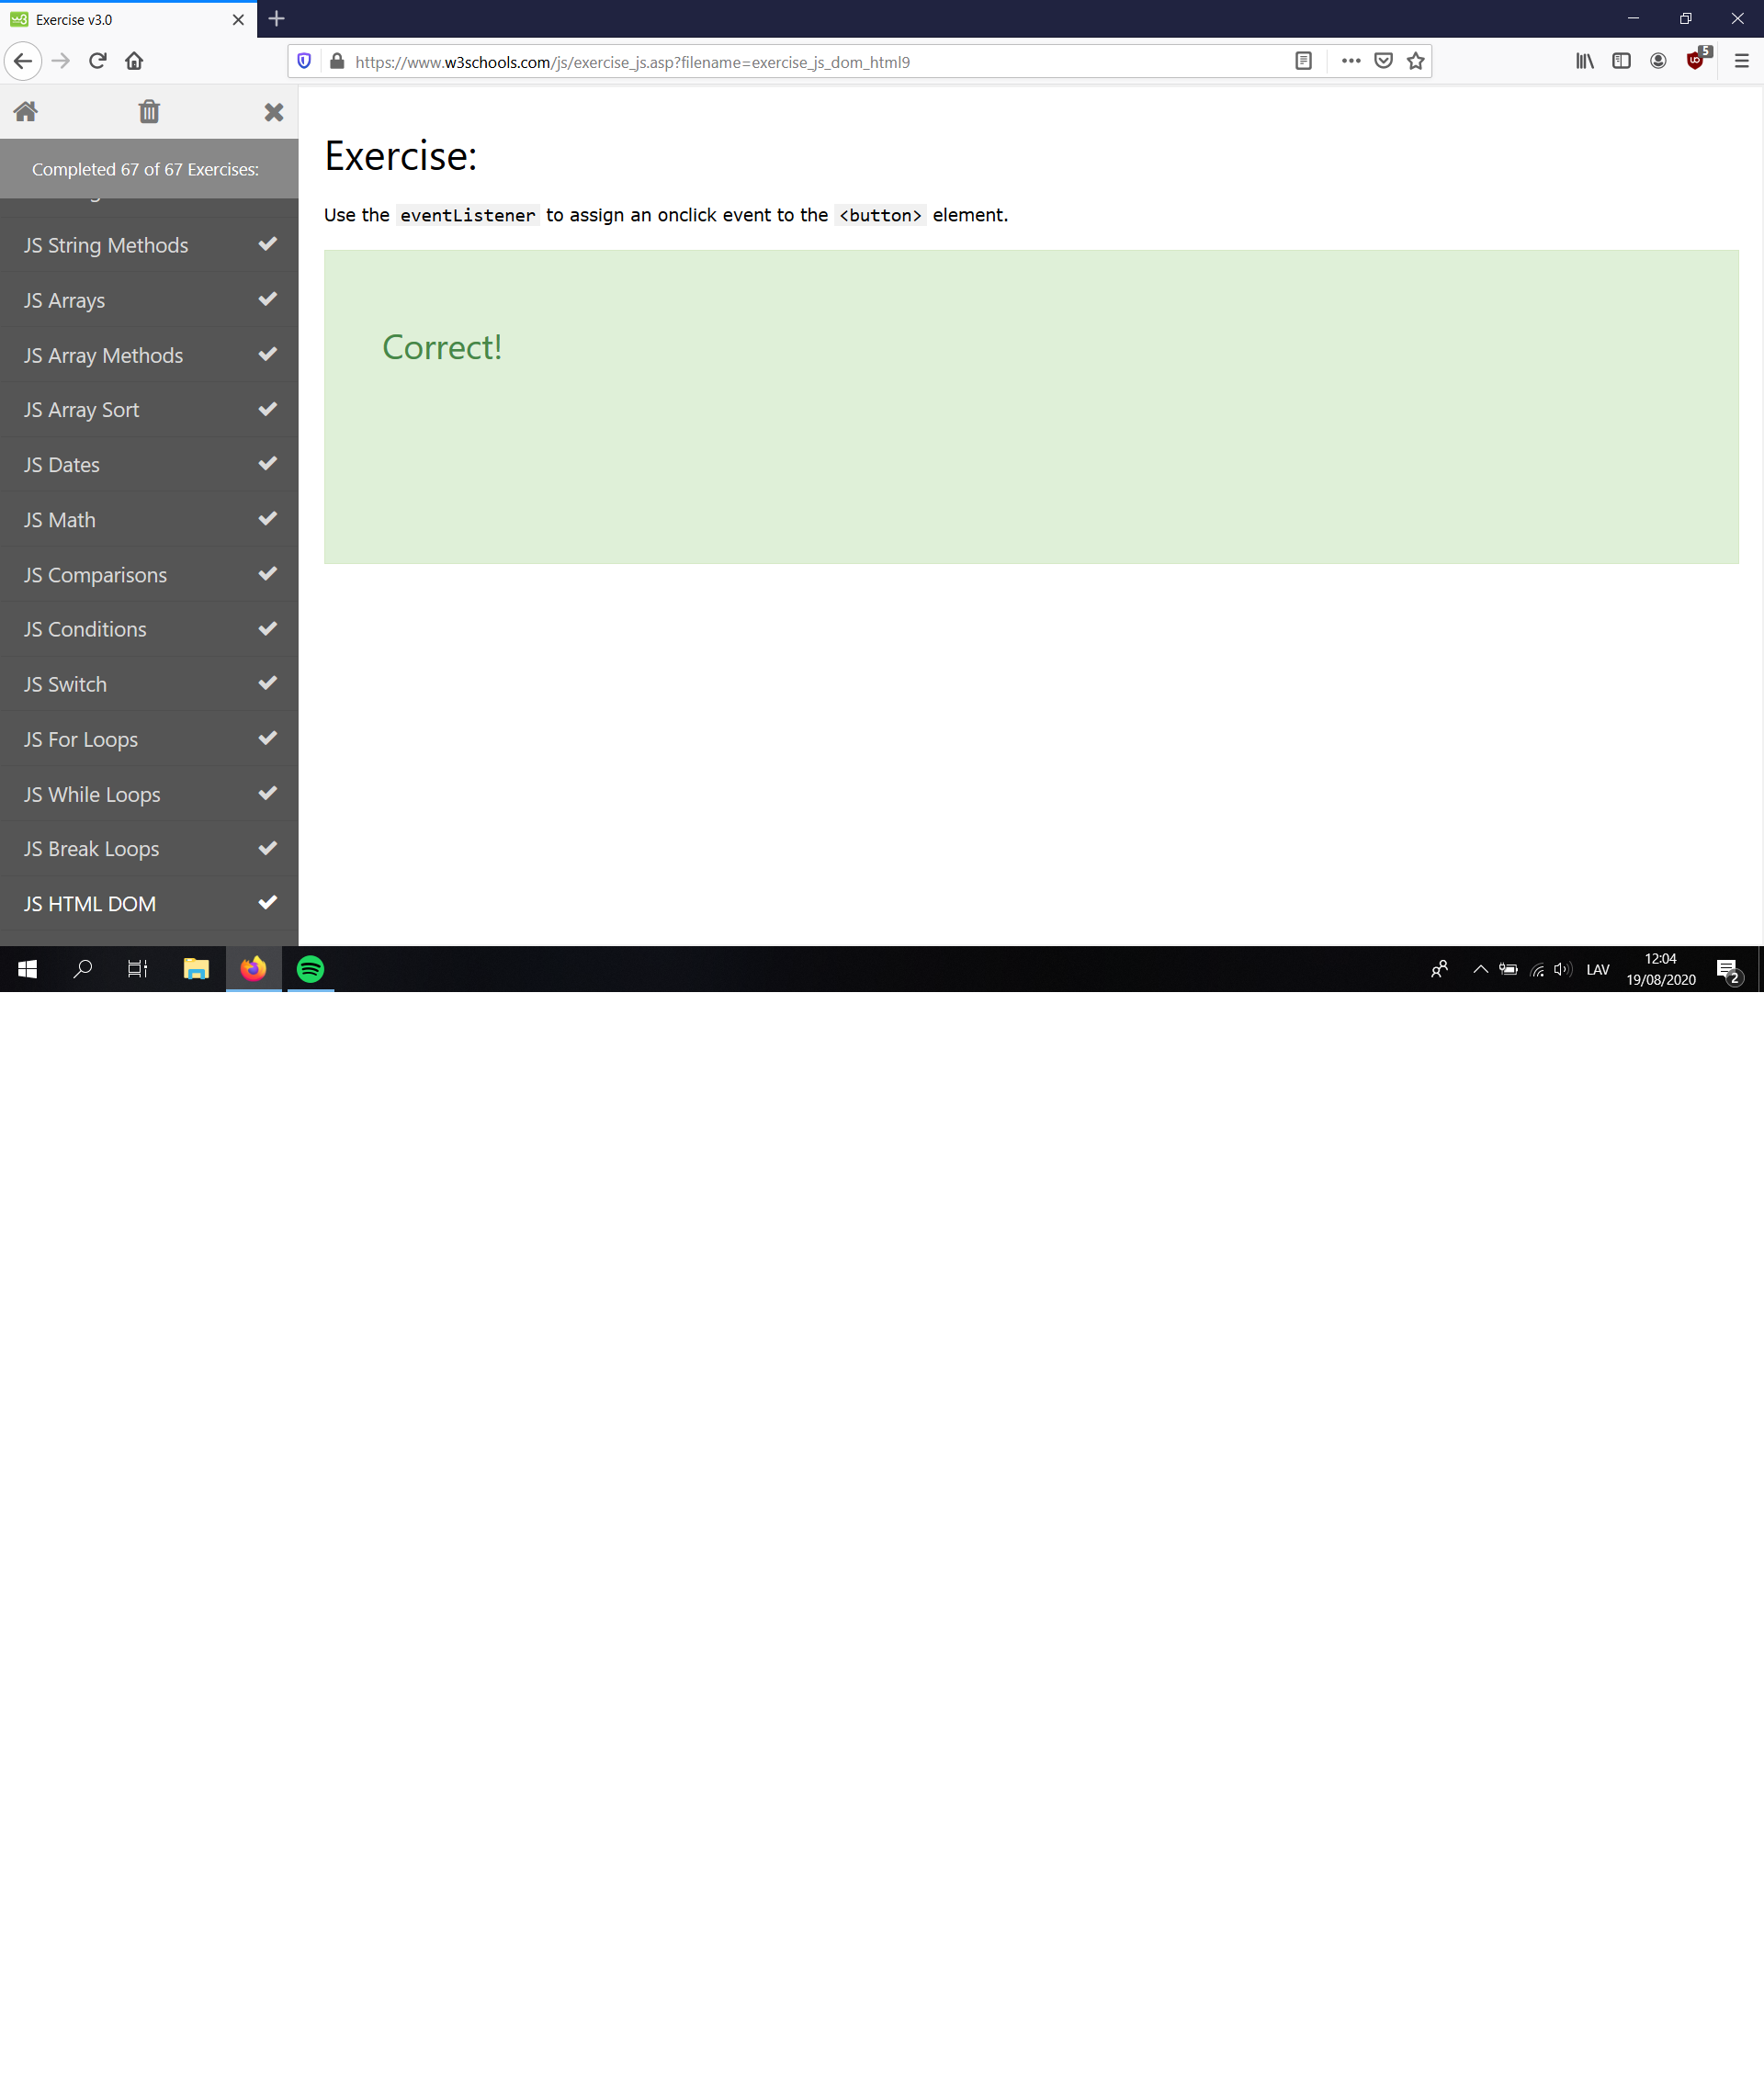 Exercise v3.0
https://www.w3schools.com/js/exercise_js.asp?filename=exercise_js_dom_html9
5
Completed 67 of 67 Exercises:
JS String Methods
JS Arrays
JS Array Methods
JS Array Sort
JS Dates
JS Math
JS Comparisons
JS Conditions
JS Switch
JS For Loops
JS While Loops
JS Break Loops
JS HTML DOM
Exercise:
Use the eventListener to assign an onclick event to the <button> element.
Correct!
LAV
12:04
19/08/2020
2